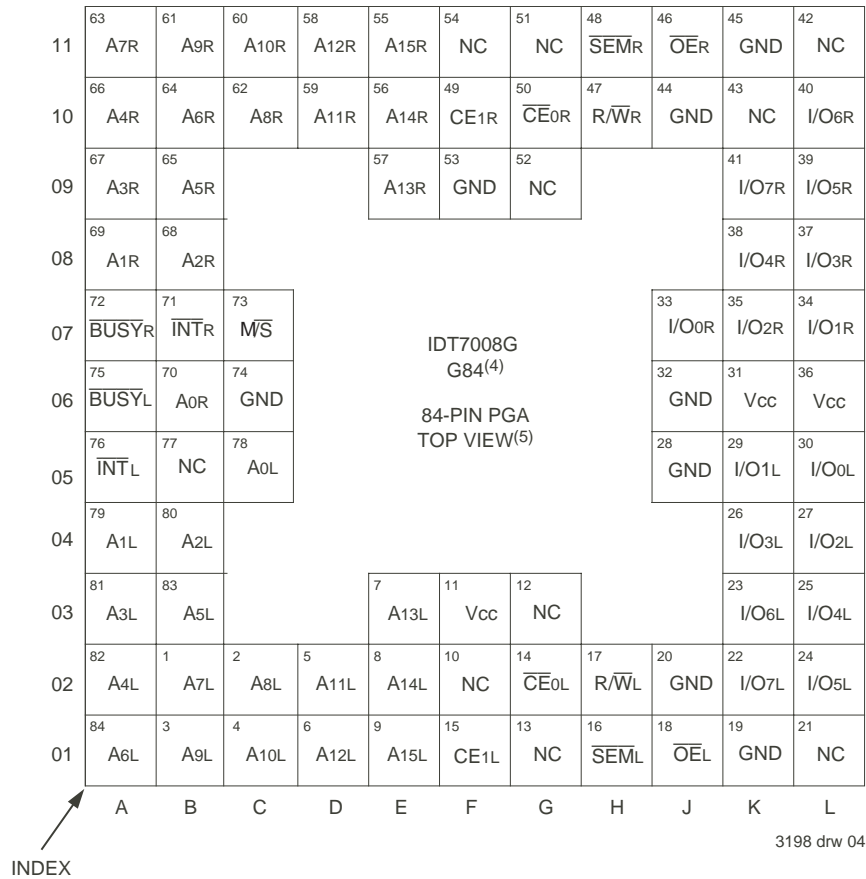 63 61 60 58 55 54 51 48 46 45 42
11 A7R A9R A10R A12R A15R NC NC SEMR OER GND NC
66 64 62 59 56 49 50 47 44 43 40
10 A4R A6R A8R A11R A14R CE1R CE0R R/WR GND NC I/O6R
67 65 57 53 52 41 39
09 A3R A5R A13R GND NC I/O7R I/O5R
69 68 38 37
08 A1R A2R I/O4R I/O3R
72 71 73 33 35 34
07 BUSYR INTR M/S I/O0R I/O2R I/O1R
IDT7008G
G84(4)
75 70 74 32 31 36
06 BUSYL A0R GND GND Vcc Vcc
84-PIN PGA
TOP VIEW(5)
76 77 78 28 29 30
05 INTL NC A0L GND I/O1L I/O0L
79 80 26 27
04 A1L A2L I/O3L I/O2L
81 83 7 11 12 23 25
03 A3L A5L A13L Vcc NC I/O6L I/O4L
82 1 2 5 8 10 14 17 20 22 24
02 A4L A7L A8L A11L A14L NC CE0L R/WL GND I/O7L I/O5L
84 3 4 6 9 15 13 16 18 19 21
01 A6L A9L A10L A12L A15L CE1L NC SEML OEL GND NC
A B C D E F G H J K L
3198 drw 04
INDEX